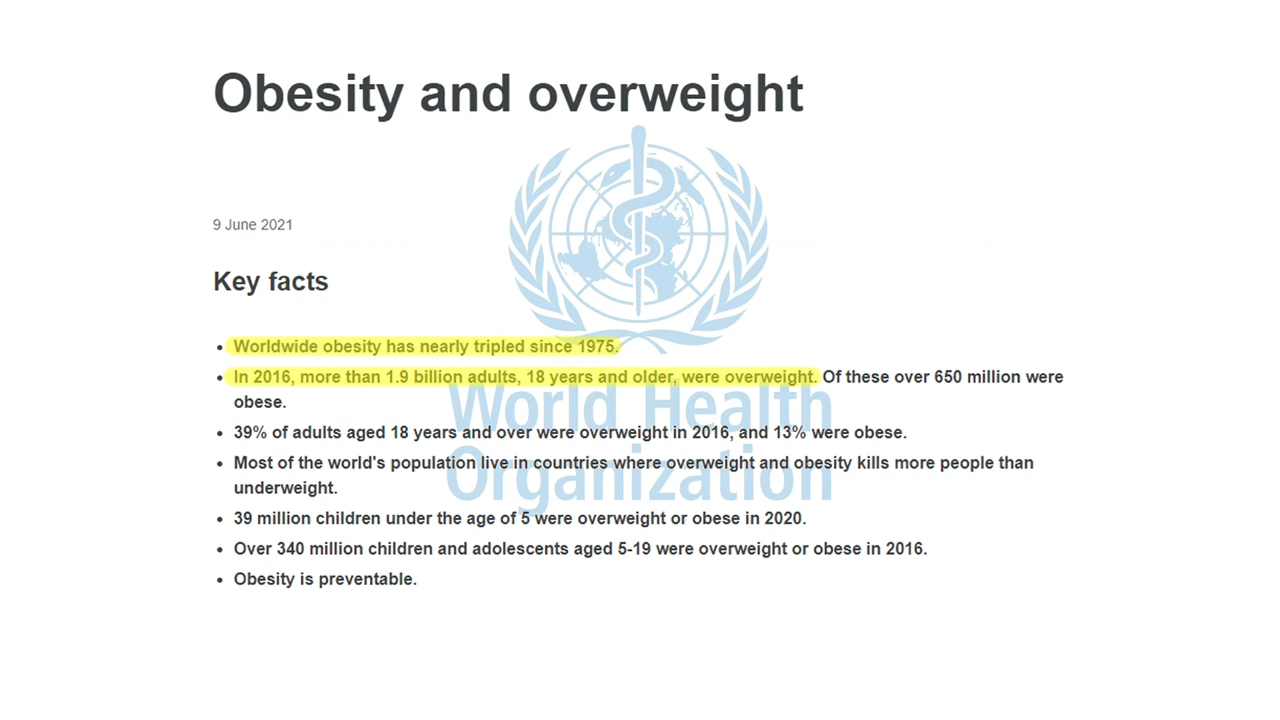 Obesity and overweight
9 June 2021
Key facts
• Worldwide obesity has nearly tripled since 1975.
• In 2016, more than 1.9 billion adults, 18 years and older, were overweight. Of these over 650 million were
obese.
• 39% of adults aged 18 years and over were overweight in 2016, and 13% were obese.
• Most of the world's population live in countries where overweight and obesity kills more people than
underweight.
• 39 million children under the age of 5 were overweight or obese in 2020.
• Over 340 million children and adolescents aged 5-19 were overweight or obese in 2016.
• Obesity is preventable.
World Health
Organization